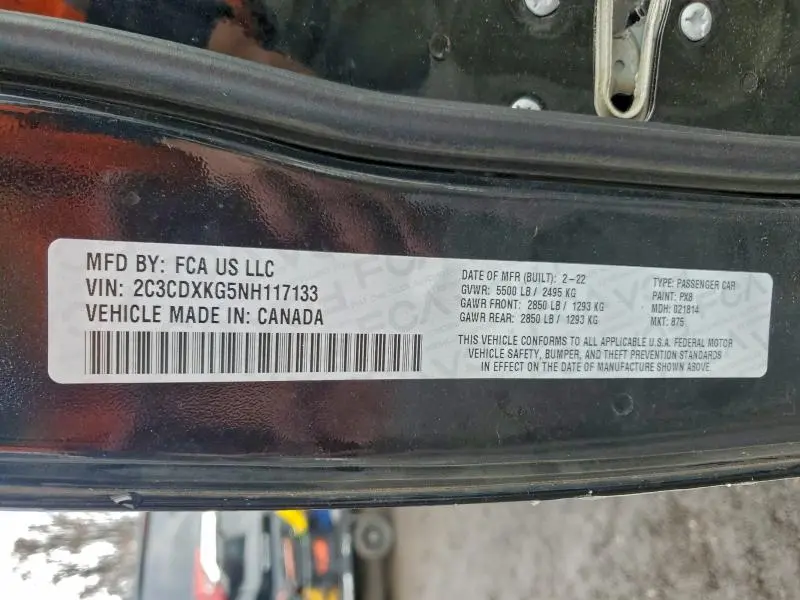 MFD BY: FCA US LLC
VIN: 2C3CDXKG5NH117133
VEHICLE MADE IN: CANADA
DATE OF MFR (BUILT): 2-22
GVWR: 5500 LB / 2495 KG
GAWR FRONT: 2850 LB / 1293 KG
GAWR REAR: 2850 LB / 1293 KG
TYPE: PASSENGER CAR
PAINT: PX8
MDH: 021814
MKT: 875
THIS VEHICLE CONFORMS TO ALL APPLICABLE U.S.A. FEDERAL MOTOR
VEHICLE SAFETY, BUMPER, AND THEFT PREVENTION STANDARDS
IN EFFECT ON THE DATE OF MANUFACTURE SHOWN ABOVE.